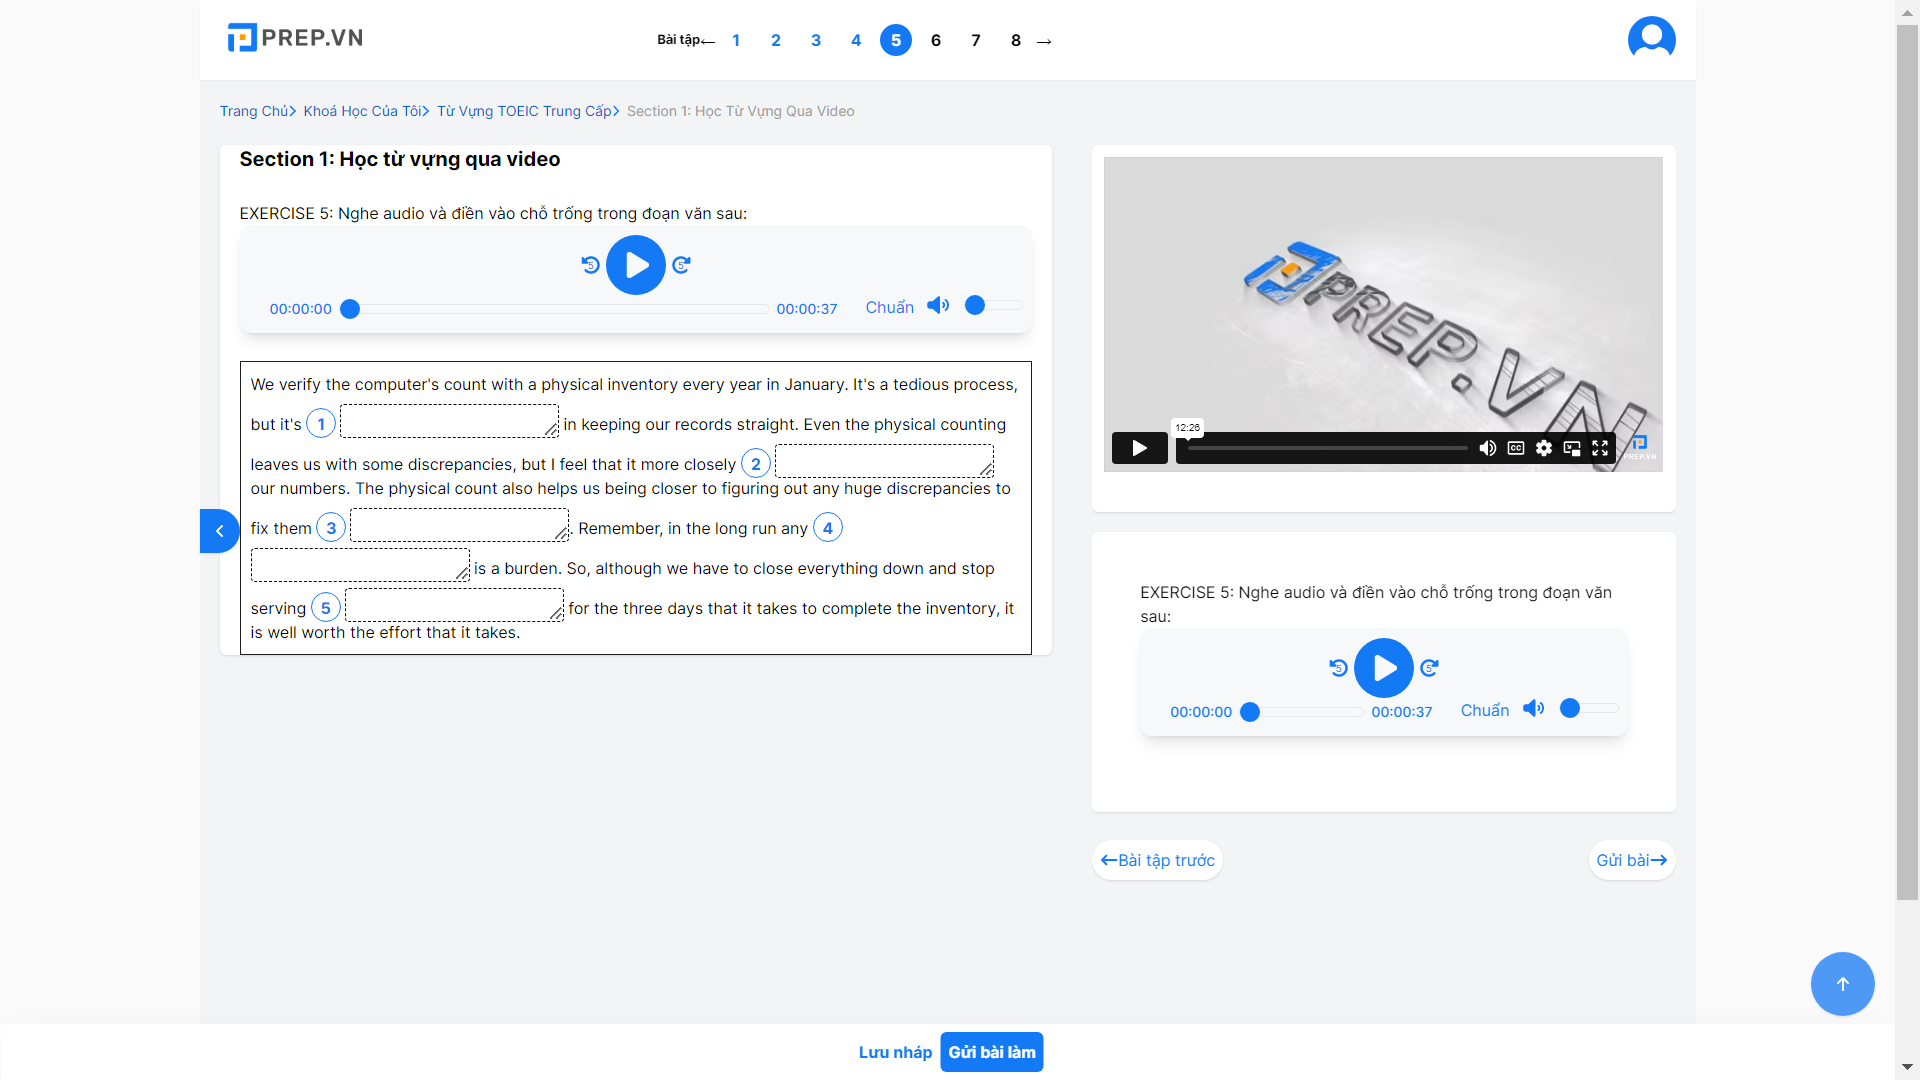 PREP.VN
Bài tập← 1 2 3 4 5 6 7 8 →
Trang Chủ> Khoá Học Của Tôi> Từ Vựng TOEIC Trung Cấp> Section 1: Học Từ Vựng Qua Video
Section 1: Học từ vựng qua video
EXERCISE 5: Nghe audio và điền vào chỗ trống trong đoạn văn sau:
5 5
00:00:00 00:00:37 Chuẩn
We verify the computer's count with a physical inventory every year in January. It's a tedious process,
but it's 1 in keeping our records straight. Even the physical counting
leaves us with some discrepancies, but I feel that it more closely 2
our numbers. The physical count also helps us being closer to figuring out any huge discrepancies to
fix them 3 . Remember, in the long run any 4
is a burden. So, although we have to close everything down and stop
serving 5 for the three days that it takes to complete the inventory, it
is well worth the effort that it takes.
PREP.VN
12:26
CC
PREP.VN
EXERCISE 5: Nghe audio và điền vào chỗ trống trong đoạn văn
sau:
5 5
00:00:00 00:00:37 Chuẩn
←Bài tập trước Gửi bài→
Lưu nháp Gửi bài làm